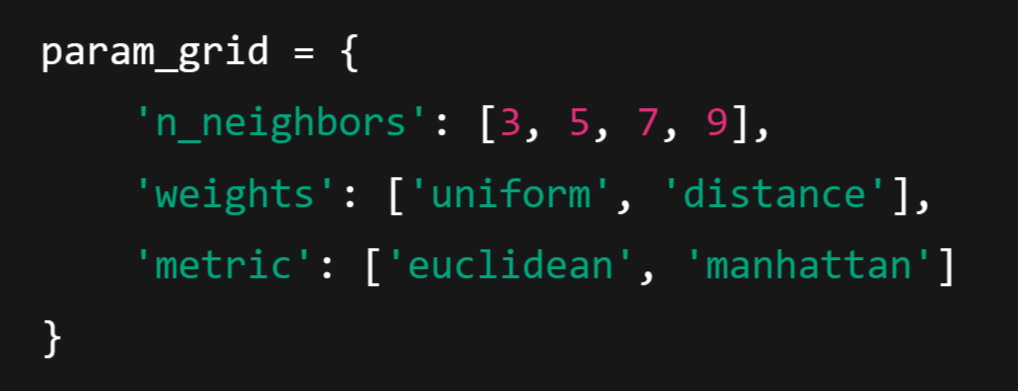 param_grid = {
    'n_neighbors': [3, 5, 7, 9],
    'weights': ['uniform', 'distance'],
    'metric': ['euclidean', 'manhattan']
}